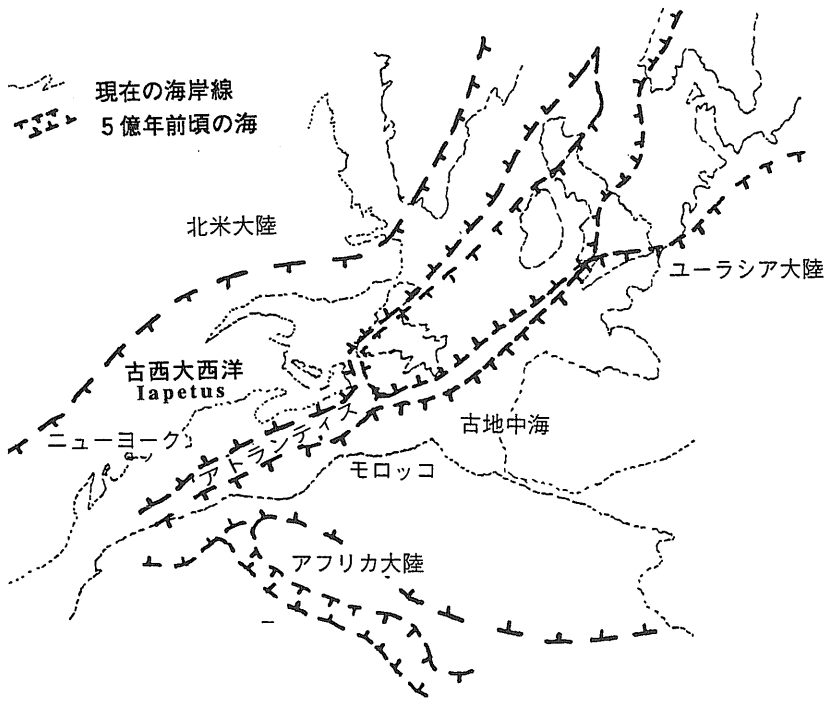 現在の海岸線
5億年前頃の海
北米大陸
ユーラシア大陸
古西大西洋
Iapetus
ニューヨーク
アトランティス
古地中海
モロッコ
アフリカ大陸